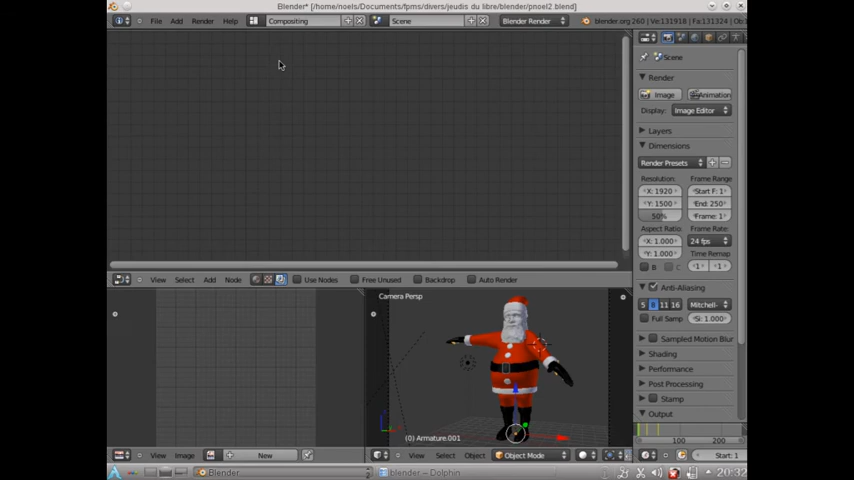 Blender* [/home/noels/Documents/fpms/divers/jeudis du libre/blender/pnoel2.blend]
File Add Render Help Compositing Scene Blender Render blender.org 260 | Ve:131918 | Fa:131324 | Ob:
Scene
Render
Image Animation
Display: Image Editor
Layers
Dimensions
Render Presets
Resolution: Frame Range:
X: 1920 Start F: 1
Y: 1500 End: 250
50% Frame: 1
Aspect Ratio: Frame Rate:
X: 1.000 24 fps
Y: 1.000 Time Remap
B C 1 1
View Select Add Node Use Nodes Free Unused Backdrop Auto Render
Anti-Aliasing
5 8 11 16 Mitchell-
Full Samp Si: 1.000
Sampled Motion Blur
Shading
Performance
Post Processing
Stamp
Output
Camera Persp
(0) Armature.001
100 200
View Image New View Select Object Object Mode View Start: 1
Blender blender – Dolphin 20:32